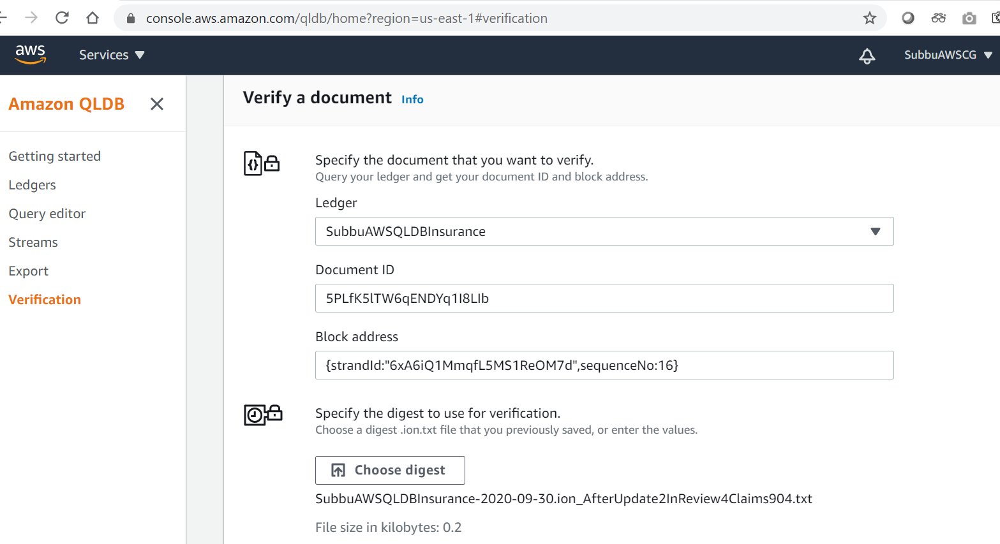 console.aws.amazon.com/qldb/home?region=us-east-1#verification
aws
Services
SubbuAWSCG
Amazon QLDB
Getting started
Ledgers
Query editor
Streams
Export
Verification
Verify a document Info
Specify the document that you want to verify.
Query your ledger and get your document ID and block address.
Ledger
SubbuAWSQLDBInsurance
Document ID
5PLfK5lTW6qENDYq1I8LIb
Block address
{strandId:"6xA6iQ1MmqfL5MS1ReOM7d",sequenceNo:16}
Specify the digest to use for verification.
Choose a digest .ion.txt file that you previously saved, or enter the values.
Choose digest
SubbuAWSQLDBInsurance-2020-09-30.ion_AfterUpdate2InReview4Claims904.txt
File size in kilobytes: 0.2